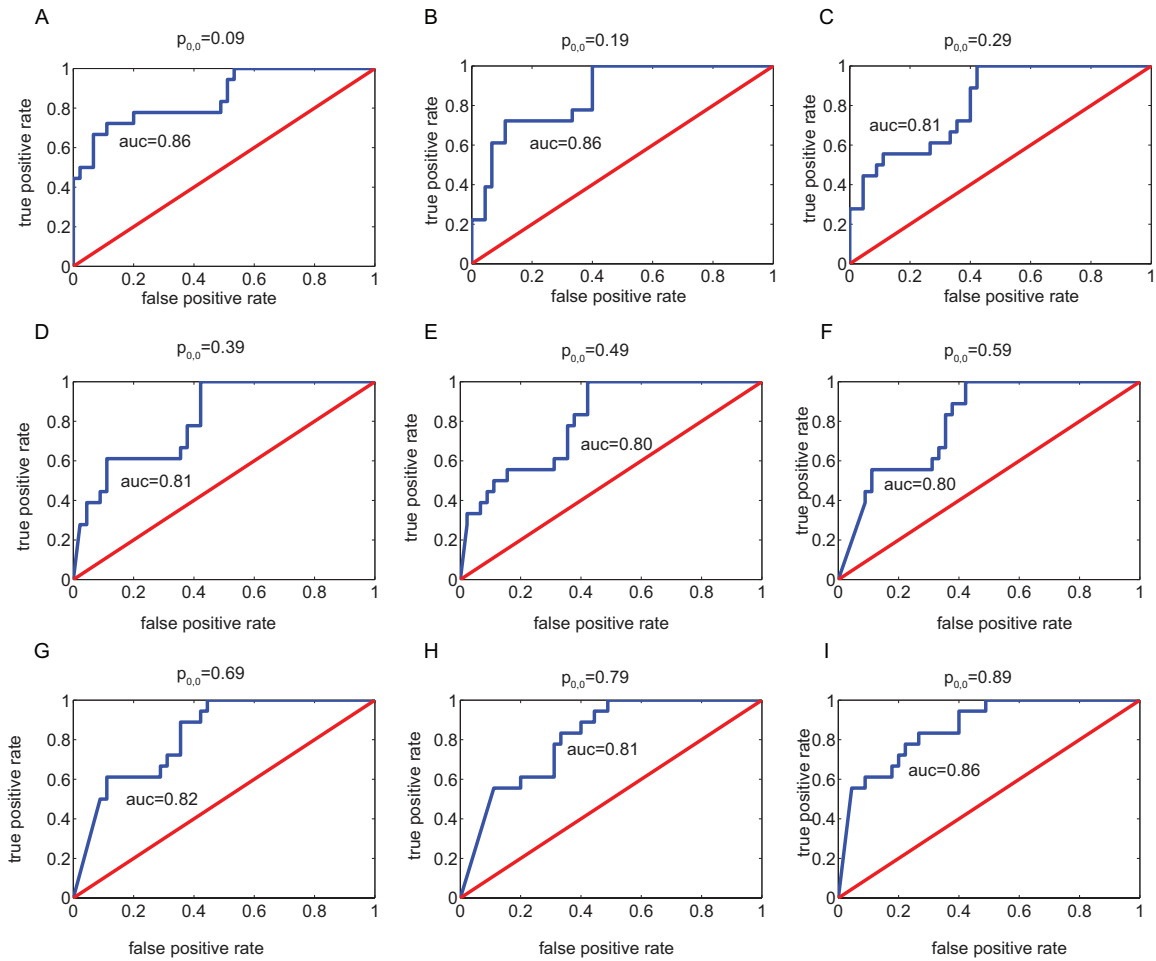 A
p0,0=0.09
1
0.8
0.6
0.4
0.2
0
true positive rate
auc=0.86
0 0.2 0.4 0.6 0.8 1
false positive rate
B
p0,0=0.19
1
0.8
0.6
0.4
0.2
0
true positive rate
auc=0.86
0 0.2 0.4 0.6 0.8 1
false positive rate
C
p0,0=0.29
1
0.8
0.6
0.4
0.2
0
true positive rate
auc=0.81
0 0.2 0.4 0.6 0.8 1
false positive rate
D
p0,0=0.39
1
0.8
0.6
0.4
0.2
0
true positive rate
auc=0.81
0 0.2 0.4 0.6 0.8 1
false positive rate
E
p0,0=0.49
1
0.8
0.6
0.4
0.2
0
true positive rate
auc=0.80
0 0.2 0.4 0.6 0.8 1
false positive rate
F
p0,0=0.59
1
0.8
0.6
0.4
0.2
0
true positive rate
auc=0.80
0 0.2 0.4 0.6 0.8 1
false positive rate
G
p0,0=0.69
1
0.8
0.6
0.4
0.2
0
true positive rate
auc=0.82
0 0.2 0.4 0.6 0.8 1
false positive rate
H
p0,0=0.79
1
0.8
0.6
0.4
0.2
0
true positive rate
auc=0.81
0 0.2 0.4 0.6 0.8 1
false positive rate
I
p0,0=0.89
1
0.8
0.6
0.4
0.2
0
true positive rate
auc=0.86
0 0.2 0.4 0.6 0.8 1
false positive rate